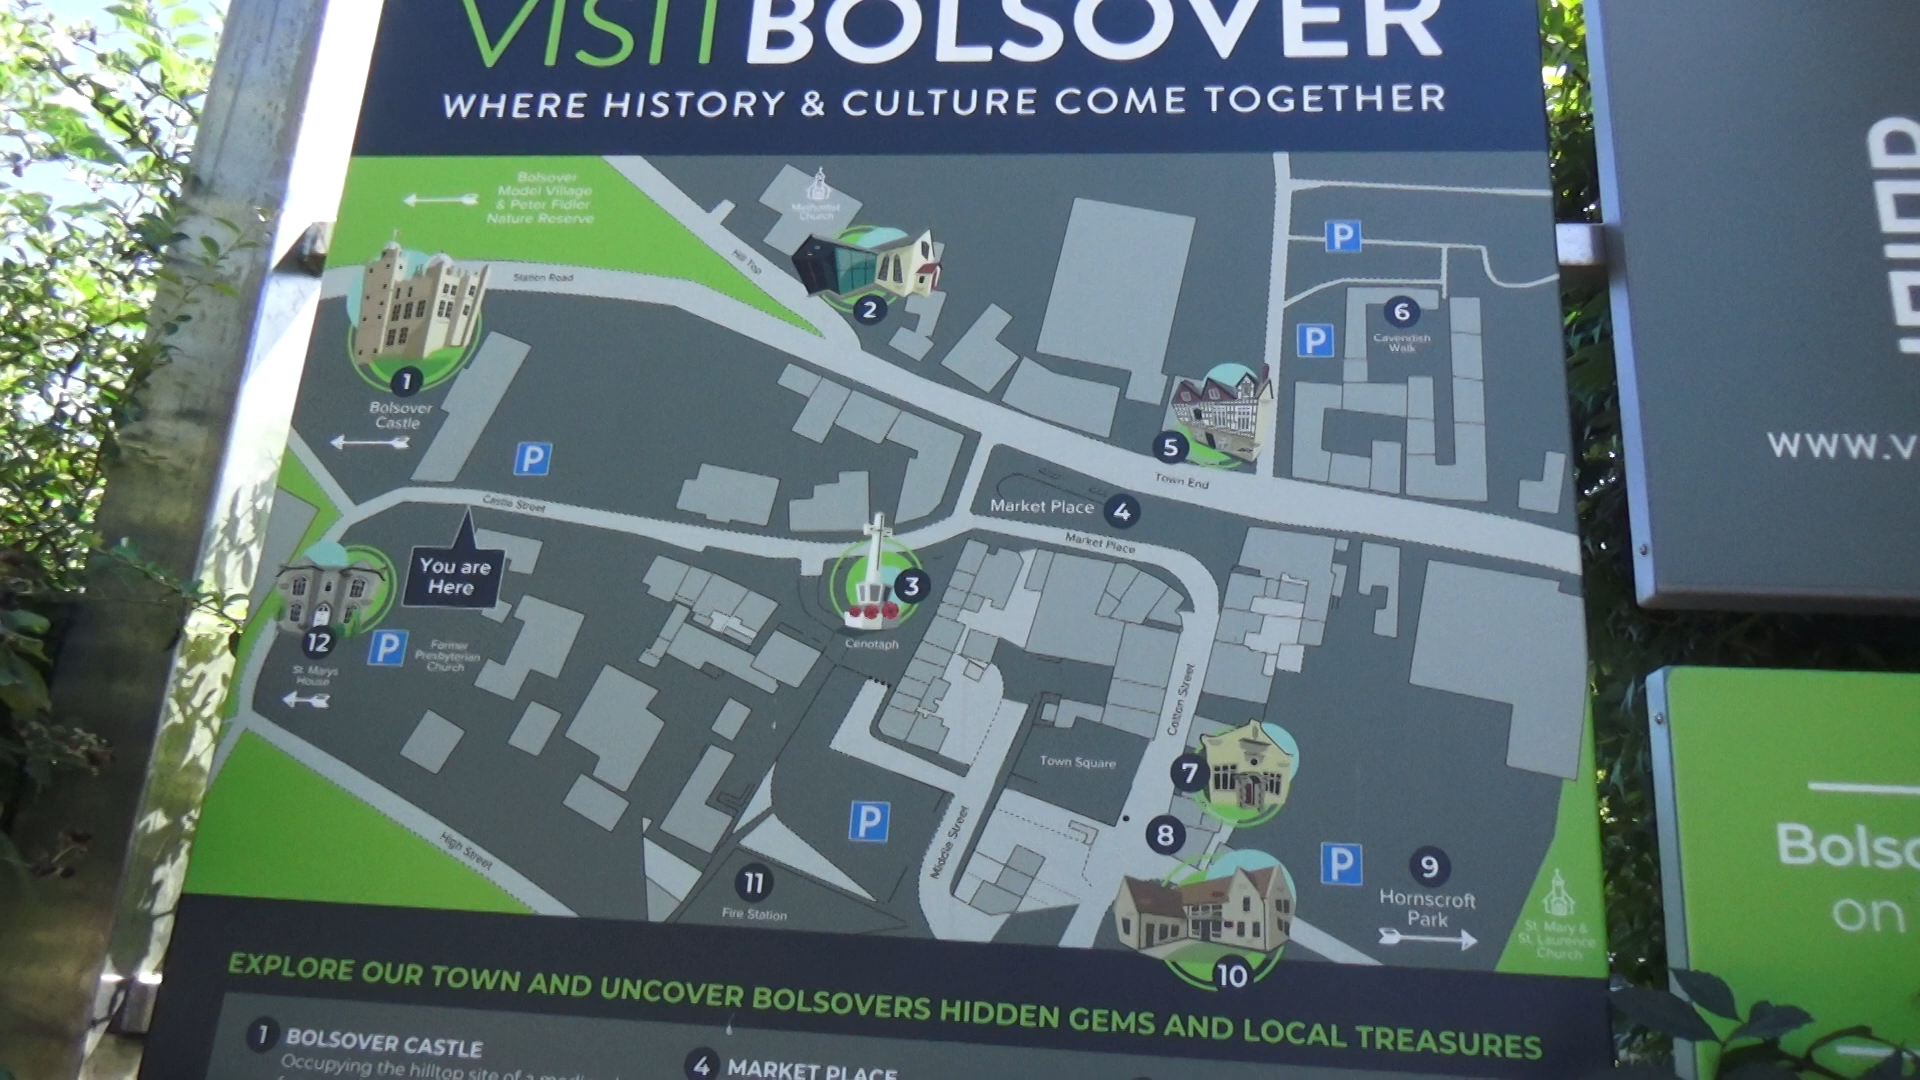 VISITBOLSOVER
WHERE HISTORY & CULTURE COME TOGETHER
Bolsover
Model Village
& Peter Fidler
Nature Reserve
Methodist
Church
Hill Top
Station Road
2
P
1
Bolsover
Castle
P
6
Cavendish
Walk
P
5
Town End
Castle Street
Market Place 4
Market Place
You are
Here
3
Cenotaph
12
St. Marys
House
P
Former
Presbyterian
Church
Cotton Street
Town Square
7
8
P
Middle Street
High Street
11
Fire Station
P
9
Hornscroft
Park
10
St. Mary &
St. Laurence
Church
EXPLORE OUR TOWN AND UNCOVER BOLSOVERS HIDDEN GEMS AND LOCAL TREASURES
1 BOLSOVER CASTLE
Occupying the hilltop site of a
4 MARKET PLACE
WWW.V
Bolso
on